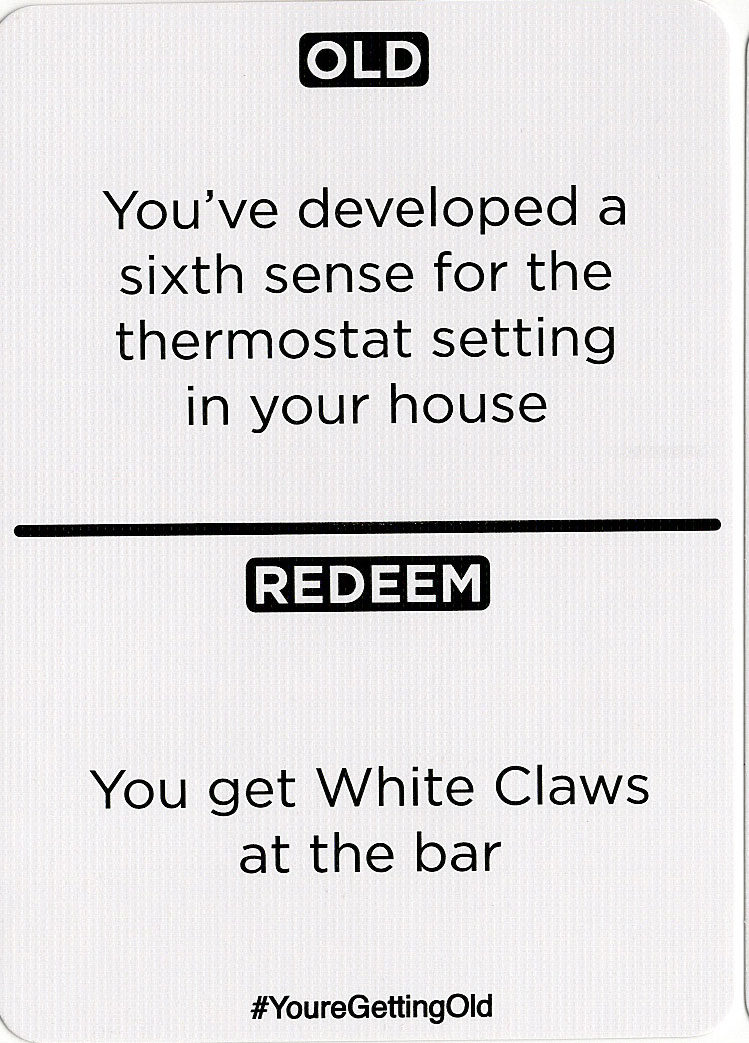 OLD
You’ve developed a
sixth sense for the
thermostat setting
in your house
REDEEM
You get White Claws
at the bar
#YoureGettingOld